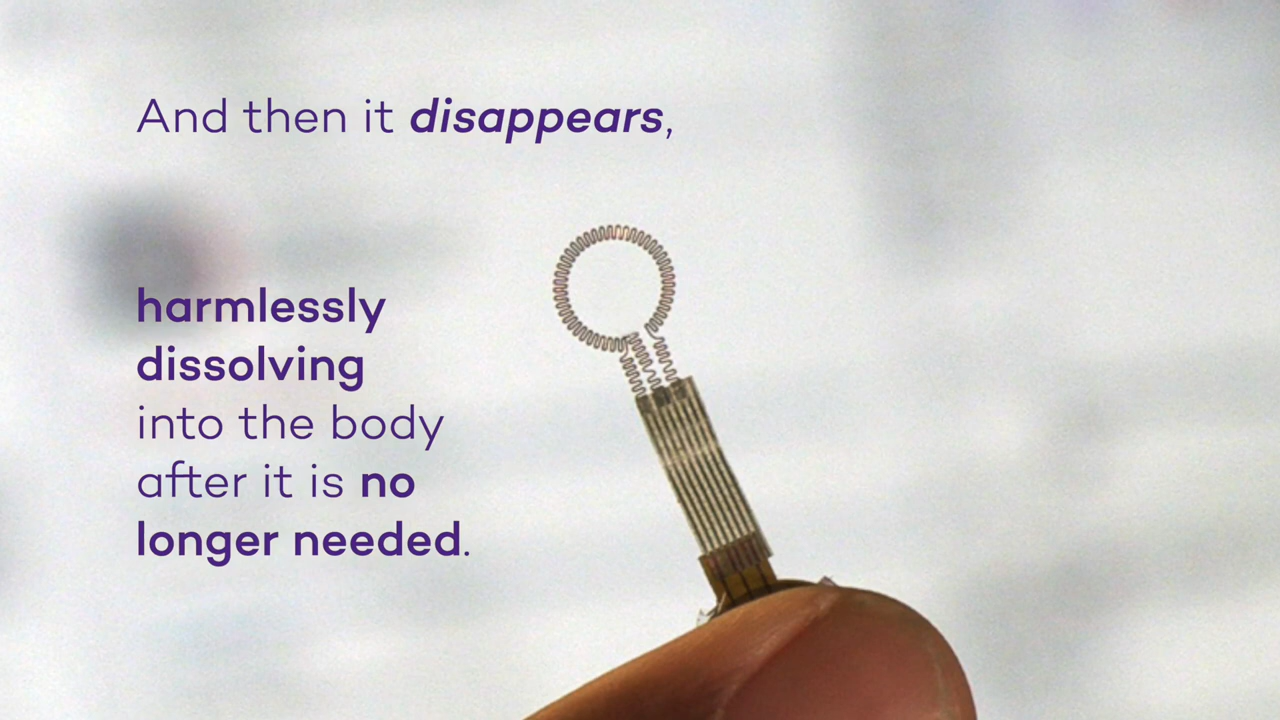 And then it disappears,
harmlessly
dissolving
into the body
after it is no
longer needed.